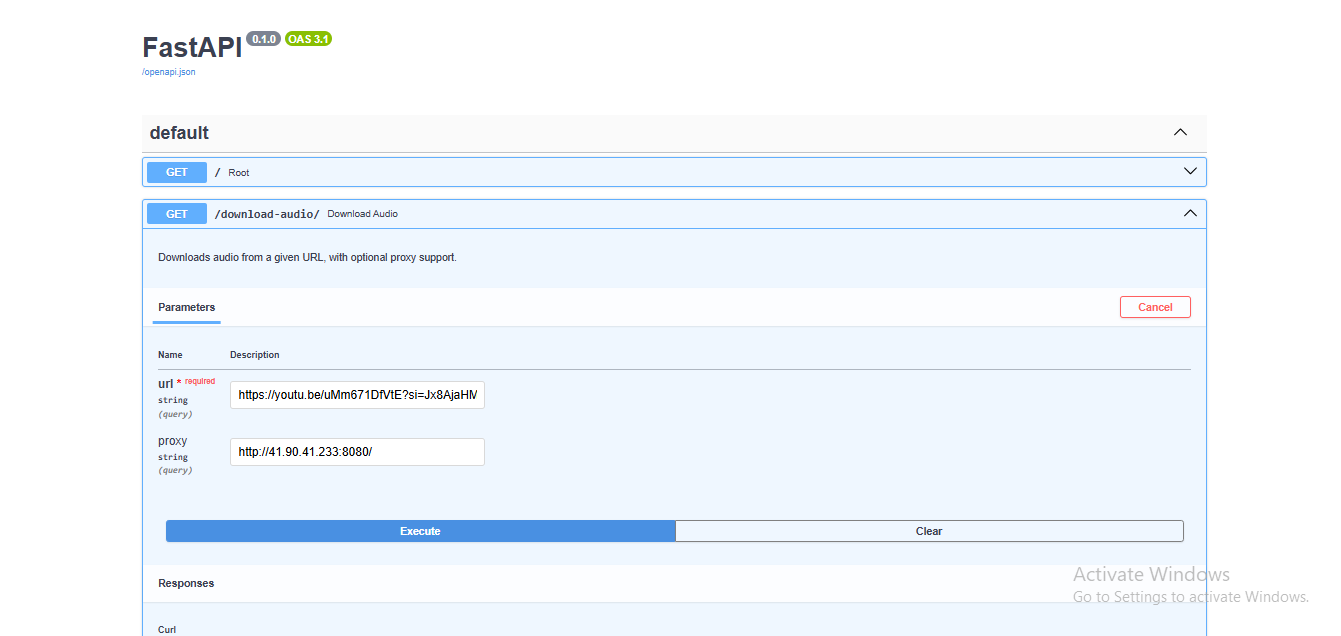 FastAPI 0.1.0 OAS 3.1
/openapi.json
default
GET / Root
GET /download-audio/ Download Audio
Downloads audio from a given URL, with optional proxy support.
Parameters Cancel
Name Description
url * required
string
(query)
https://youtu.be/uMm671DfVtE?si=Jx8AjaHM
proxy
string
(query)
http://41.90.41.233:8080/
Execute Clear
Responses
Curl
Activate Windows
Go to Settings to activate Windows.